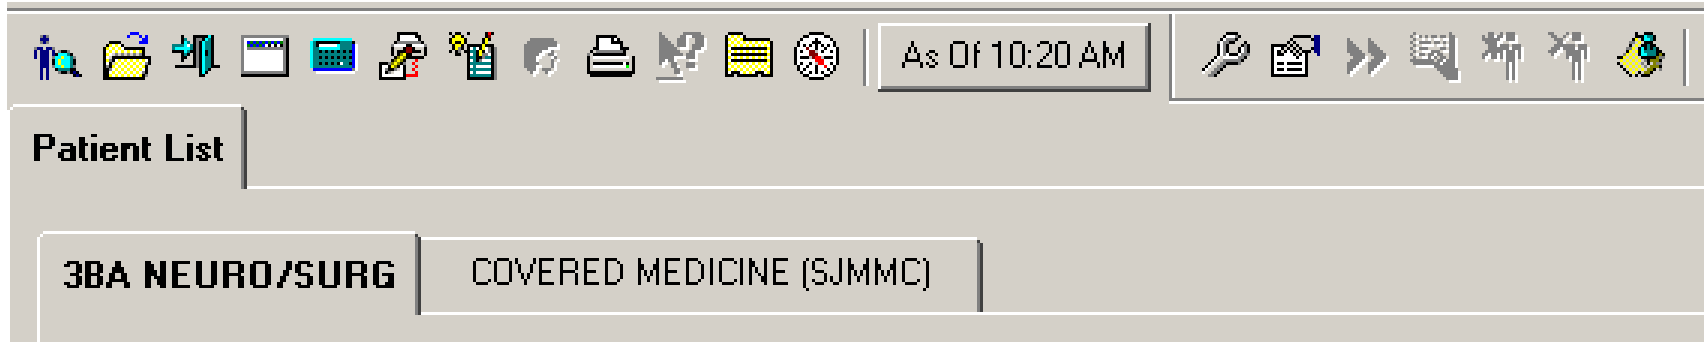 As Of 10:20 AM
Patient List
3BA NEURO/SURG COVERED MEDICINE (SJMMC)